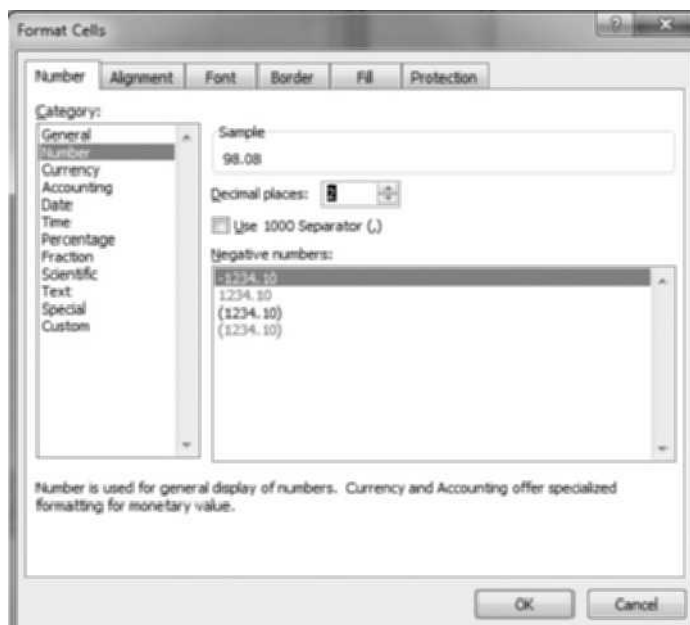 Format Cells
Number Alignment Font Border Fill Protection
Category:
General
Number
Currency
Accounting
Date
Time
Percentage
Fraction
Scientific
Text
Special
Custom
Sample
98.08
Decimal places: 2
Use 1000 Separator (,)
Negative numbers:
-1234.10
1234.10
(1234.10)
(1234.10)
Number is used for general display of numbers. Currency and Accounting offer specialized
formatting for monetary value.
OK Cancel